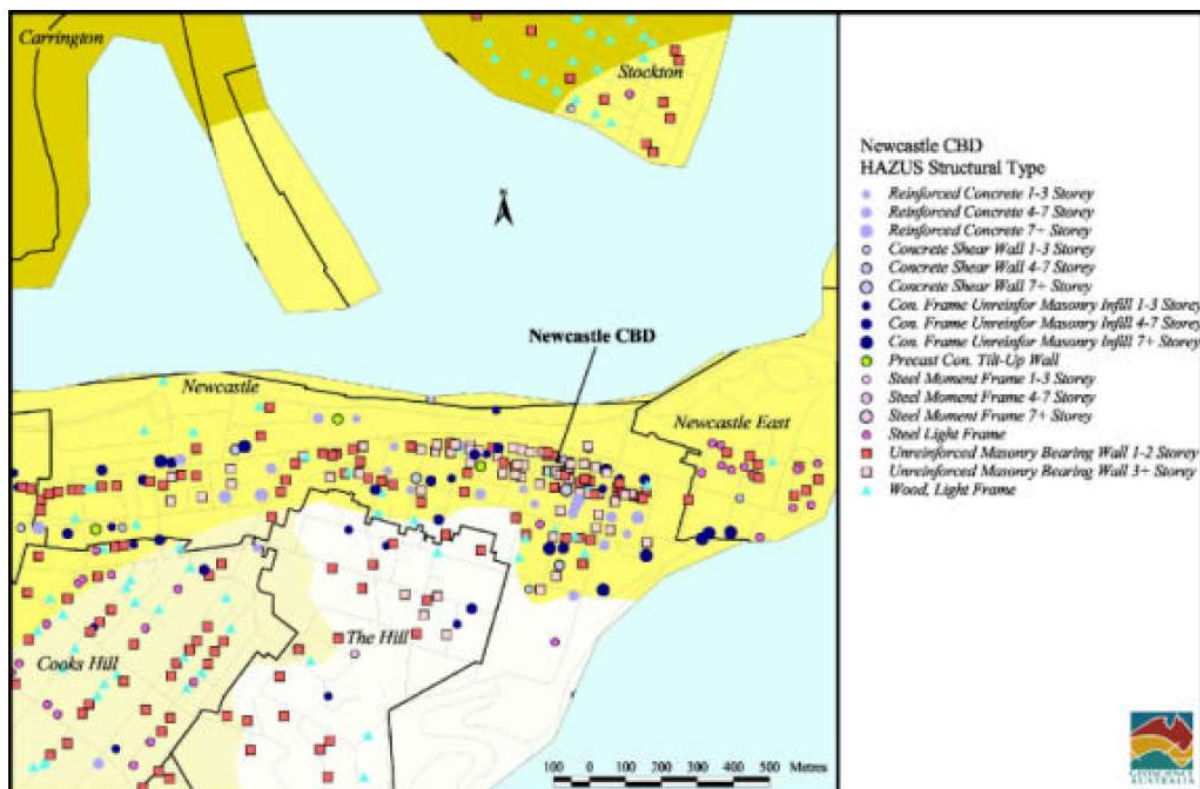 Carrington
Stockton
N
Newcastle CBD
Newcastle
Newcastle East
The Hill
Cooks Hill
100 0 100 200 300 400 500 Metres
Newcastle CBD
HAZUS Structural Type
Reinforced Concrete 1-3 Storey
Reinforced Concrete 4-7 Storey
Reinforced Concrete 7+ Storey
Concrete Shear Wall 1-3 Storey
Concrete Shear Wall 4-7 Storey
Concrete Shear Wall 7+ Storey
Con. Frame Unreinfor Masonry Infill 1-3 Storey
Con. Frame Unreinfor Masonry Infill 4-7 Storey
Con. Frame Unreinfor Masonry Infill 7+ Storey
Precast Con. Tilt-Up Wall
Steel Moment Frame 1-3 Storey
Steel Moment Frame 4-7 Storey
Steel Moment Frame 7+ Storey
Steel Light Frame
Unreinforced Masonry Bearing Wall 1-2 Storey
Unreinforced Masonry Bearing Wall 3+ Storey
Wood, Light Frame
GEOSCIENCE
AUSTRALIA